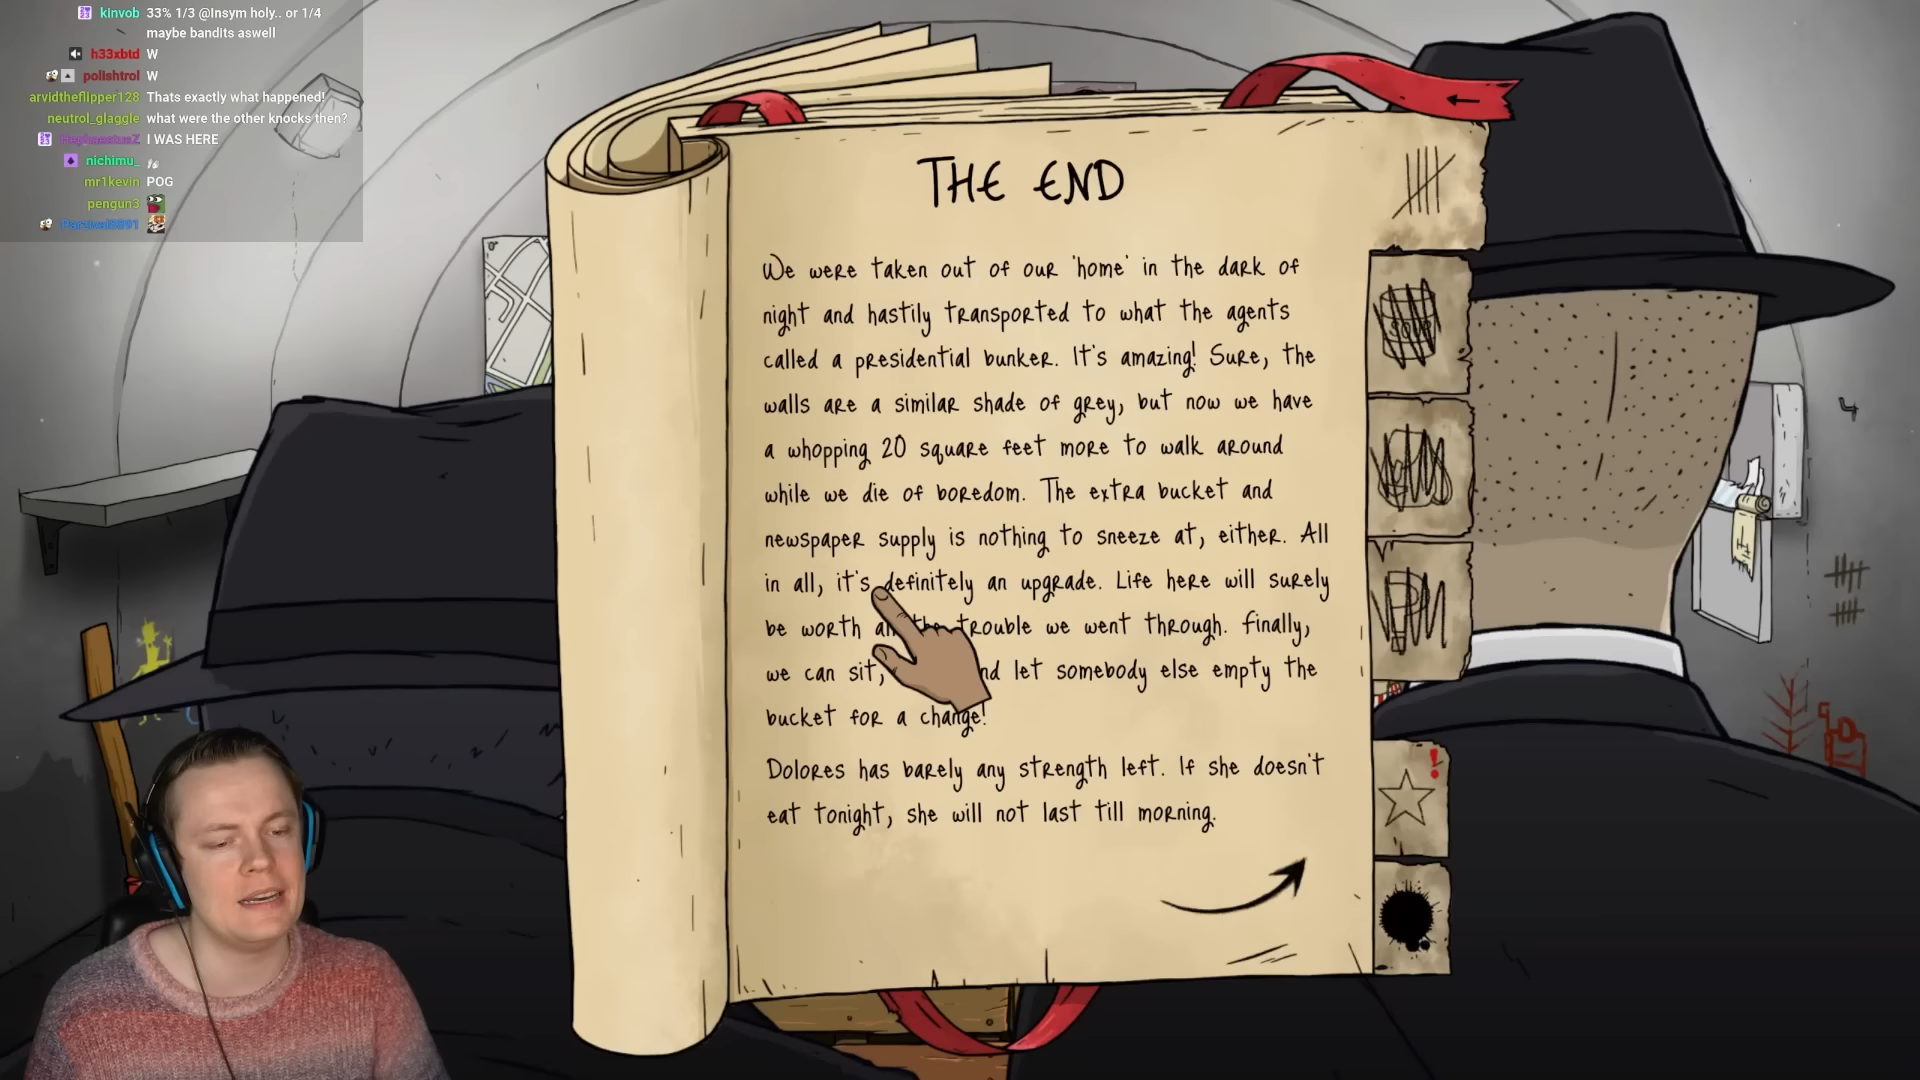 kinvob 33% 1/3 @Insym holy.. or 1/4
maybe bandits aswell
h33xbtd W
polishtrol W
arvidtheflipper128 Thats exactly what happened!
neutrol_glaggle what were the other knocks then?
I WAS HERE
nichimu_
mr1kevin POG
pengun3
THE END
We were taken out of our 'home' in the dark of
night and hastily transported to what the agents
called a presidential bunker. It's amazing! Sure, the
walls are a similar shade of grey, but now we have
a whopping 20 square feet more to walk around
while we die of boredom. The extra bucket and
newspaper supply is nothing to sneeze at, either. All
in all, it's definitely an upgrade. Life here will surely
be worth trouble we went through. Finally,
we can sit, let somebody else empty the
bucket for a change!
Dolores has barely any strength left. If she doesn't
eat tonight, she will not last till morning.